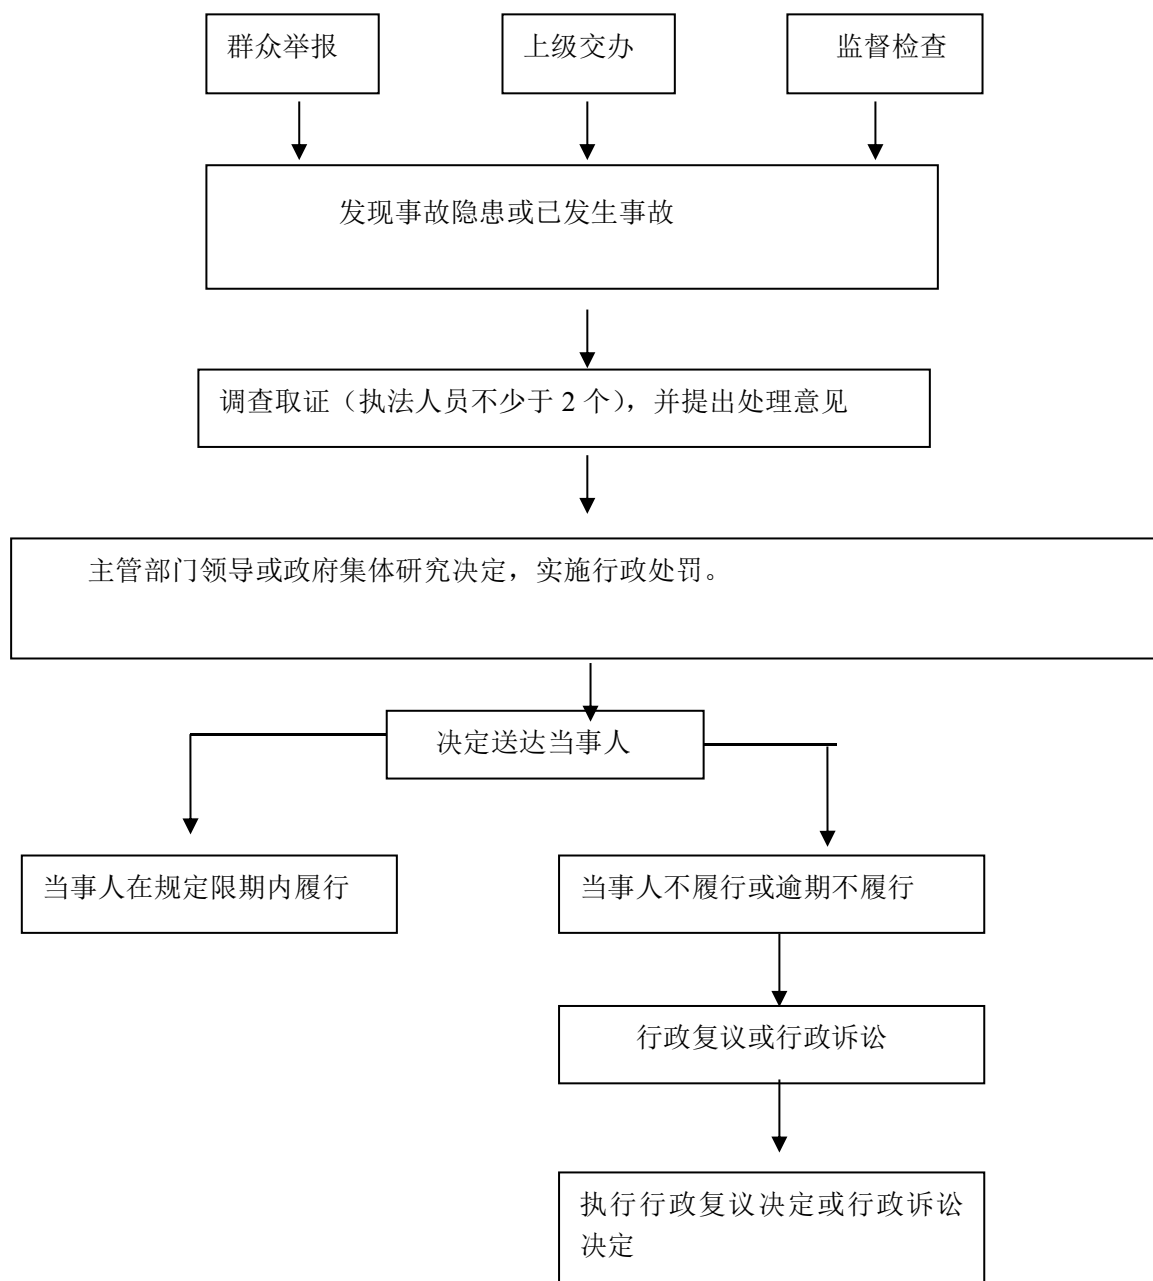 群众举报
上级交办
监督检查
发现事故隐患或已发生事故
调查取证（执法人员不少于 2 个），并提出处理意见
主管部门领导或政府集体研究决定，实施行政处罚。
决定送达当事人
当事人在规定限期内履行
当事人不履行或逾期不履行
行政复议或行政诉讼
执行行政复议决定或行政诉讼
决定